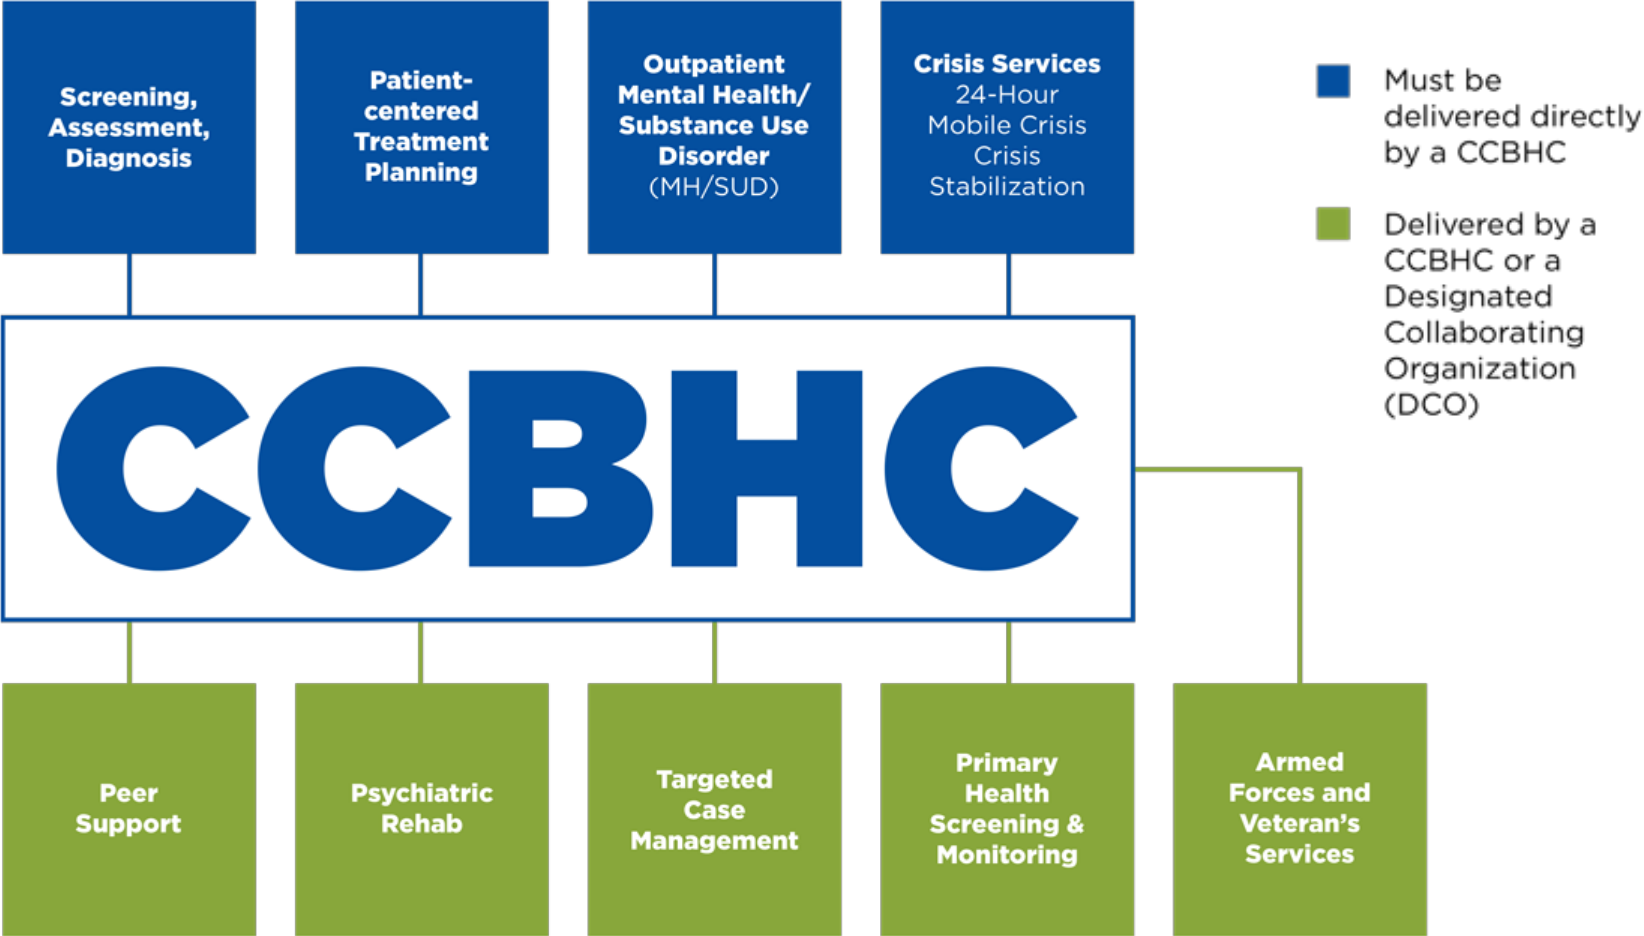 Screening,
Assessment,
Diagnosis
Patient-
centered
Treatment
Planning
Outpatient
Mental Health/
Substance Use
Disorder
(MH/SUD)
Crisis Services
24-Hour
Mobile Crisis
Crisis
Stabilization
Must be
delivered directly
by a CCBHC
Delivered by a
CCBHC or a
Designated
Collaborating
Organization
(DCO)
CCBHC
Peer
Support
Psychiatric
Rehab
Targeted
Case
Management
Primary
Health
Screening &
Monitoring
Armed
Forces and
Veteran's
Services